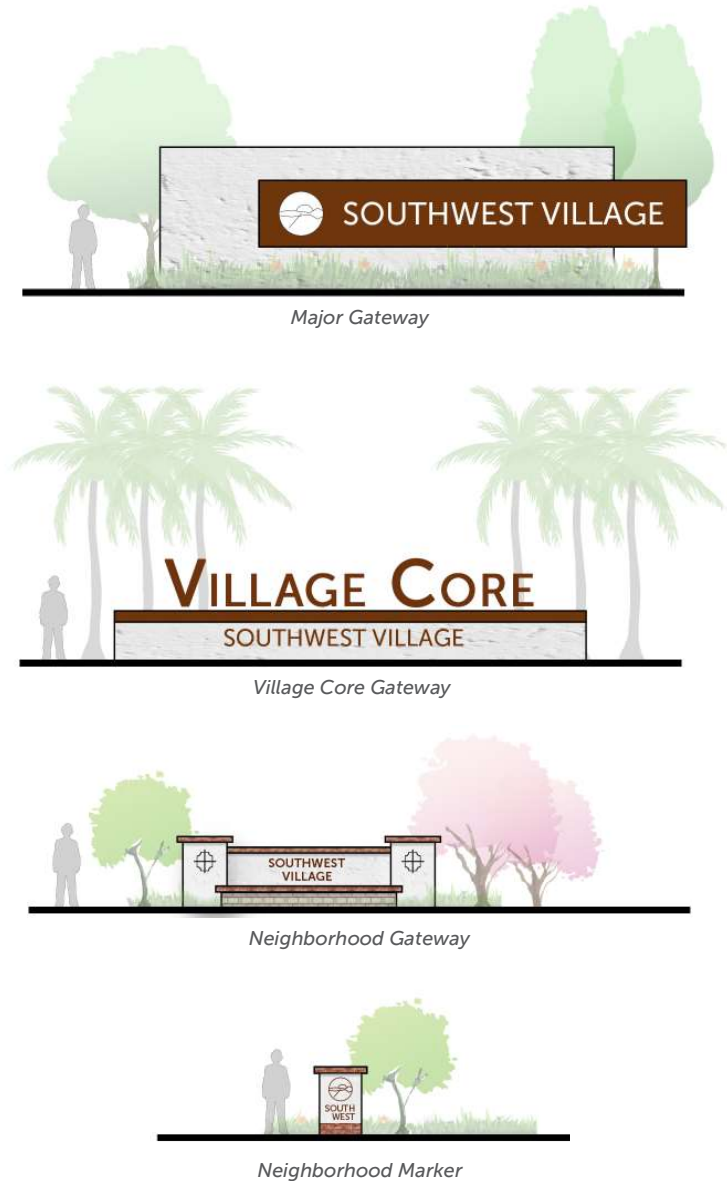 SOUTHWEST VILLAGE
Major Gateway
VILLAGE CORE
SOUTHWEST VILLAGE
Village Core Gateway
SOUTHWEST
VILLAGE
Neighborhood Gateway
SOUTH
WEST
Neighborhood Marker